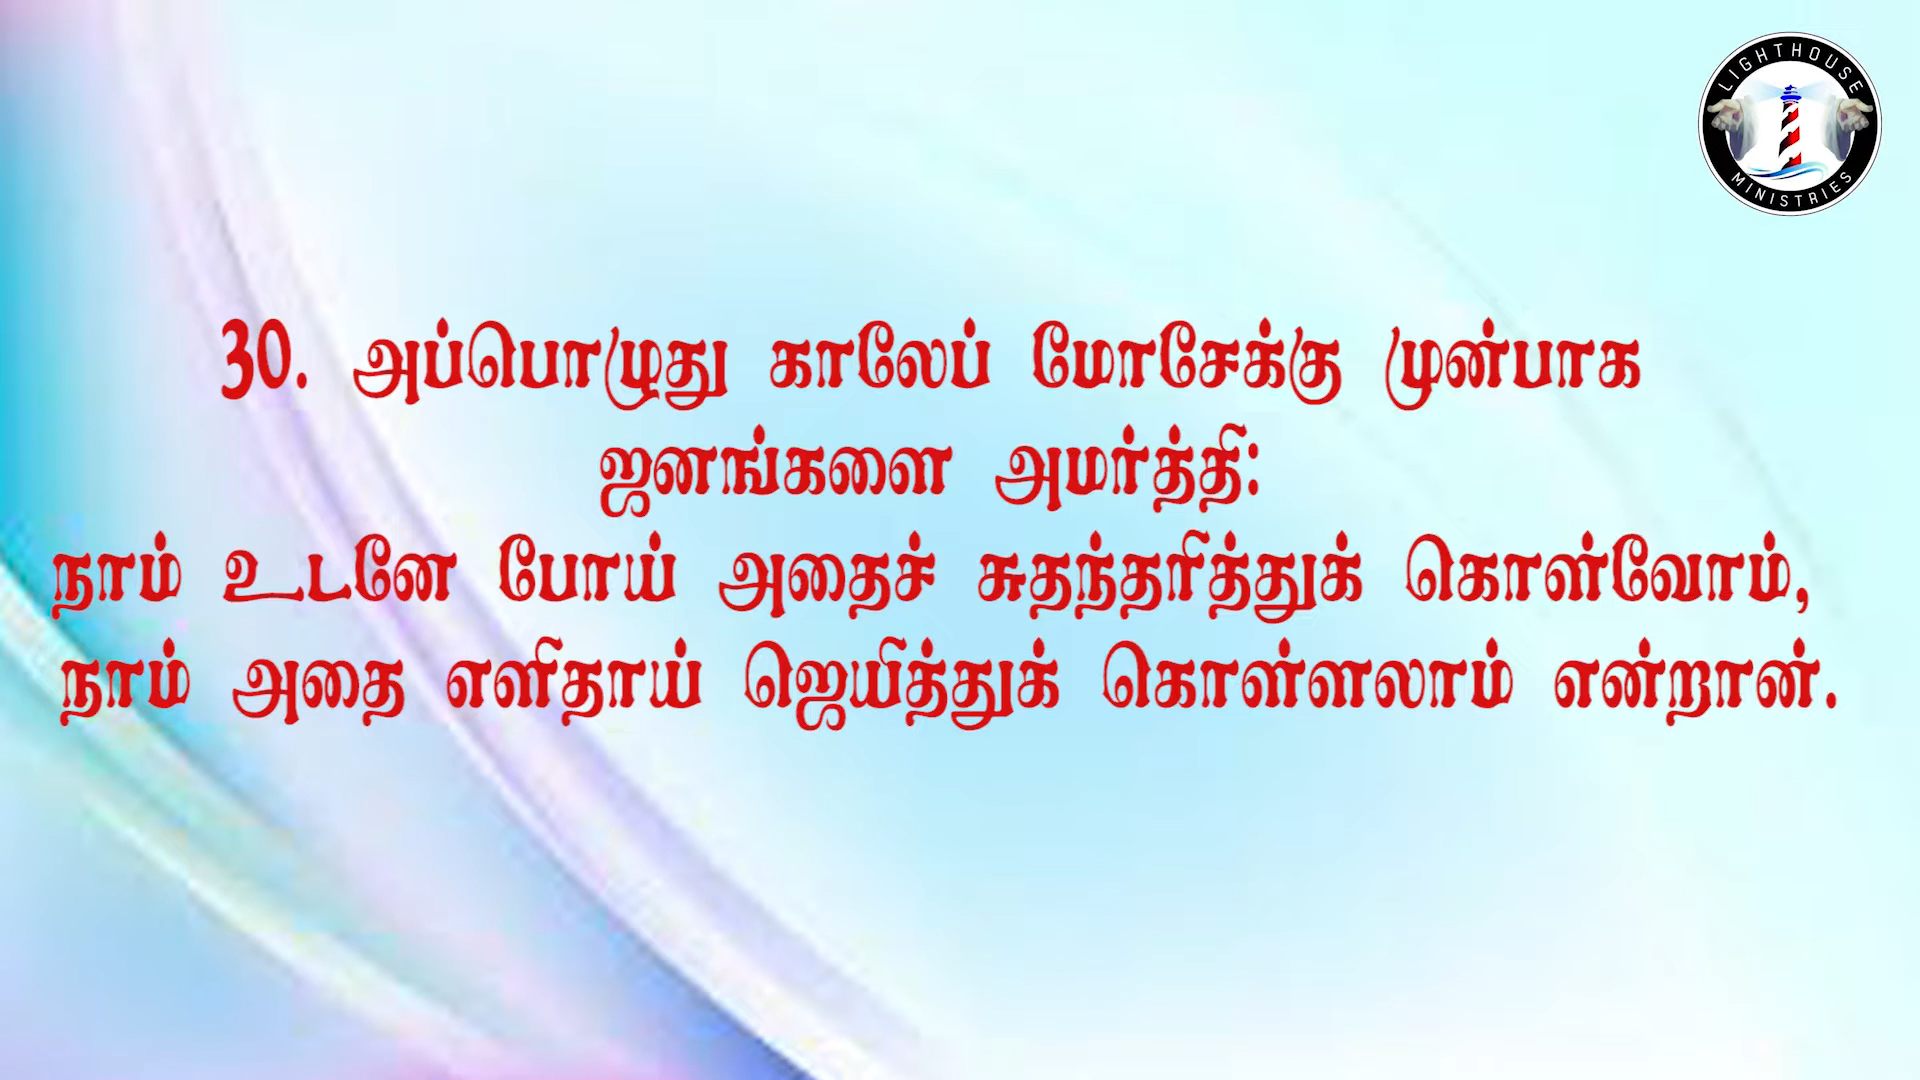 LIGHTHOUSE
MINISTRIES
30. அப்பொழுது காலேப் மோசேக்கு முன்பாக
ஜனங்களை அமர்த்தி:
நாம் உடனே போய் அதைச் சுதந்தரித்துக் கொள்வோம்,
நாம் அதை எளிதாய் ஜெயித்துக் கொள்ளலாம் என்றான்.